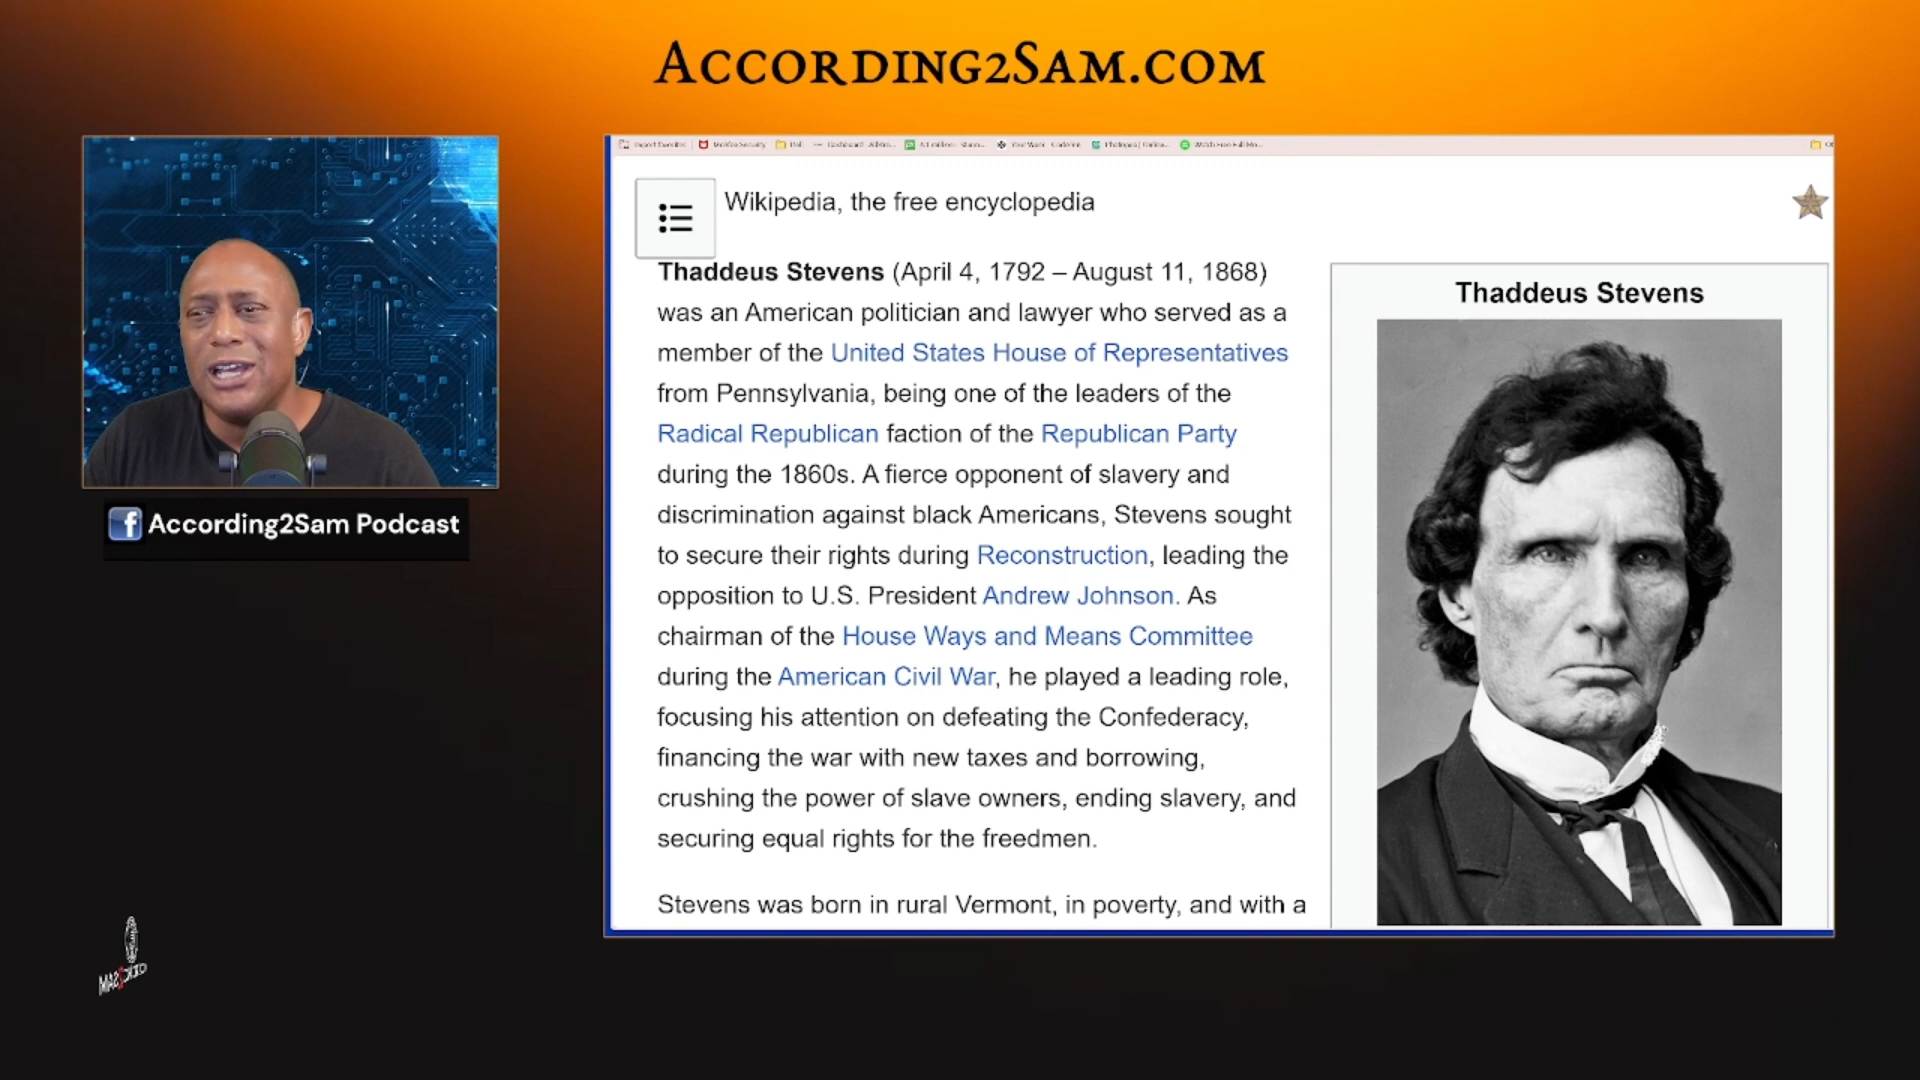 According2Sam.com
Wikipedia, the free encyclopedia
Thaddeus Stevens (April 4, 1792 – August 11, 1868)
was an American politician and lawyer who served as a
member of the United States House of Representatives
from Pennsylvania, being one of the leaders of the
Radical Republican faction of the Republican Party
during the 1860s. A fierce opponent of slavery and
discrimination against black Americans, Stevens sought
to secure their rights during Reconstruction, leading the
opposition to U.S. President Andrew Johnson. As
chairman of the House Ways and Means Committee
during the American Civil War, he played a leading role,
focusing his attention on defeating the Confederacy,
financing the war with new taxes and borrowing,
crushing the power of slave owners, ending slavery, and
securing equal rights for the freedmen.
Stevens was born in rural Vermont, in poverty, and with a
Thaddeus Stevens
According2Sam Podcast